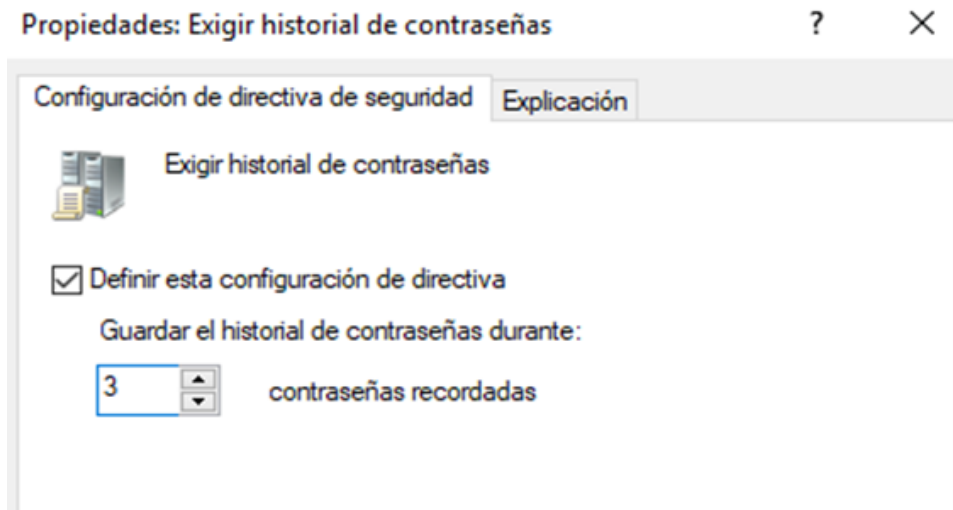 Propiedades: Exigir historial de contraseñas ?
Configuración de directiva de seguridad Explicación
Exigir historial de contraseñas
Definir esta configuración de directiva
Guardar el historial de contraseñas durante:
3 contraseñas recordadas